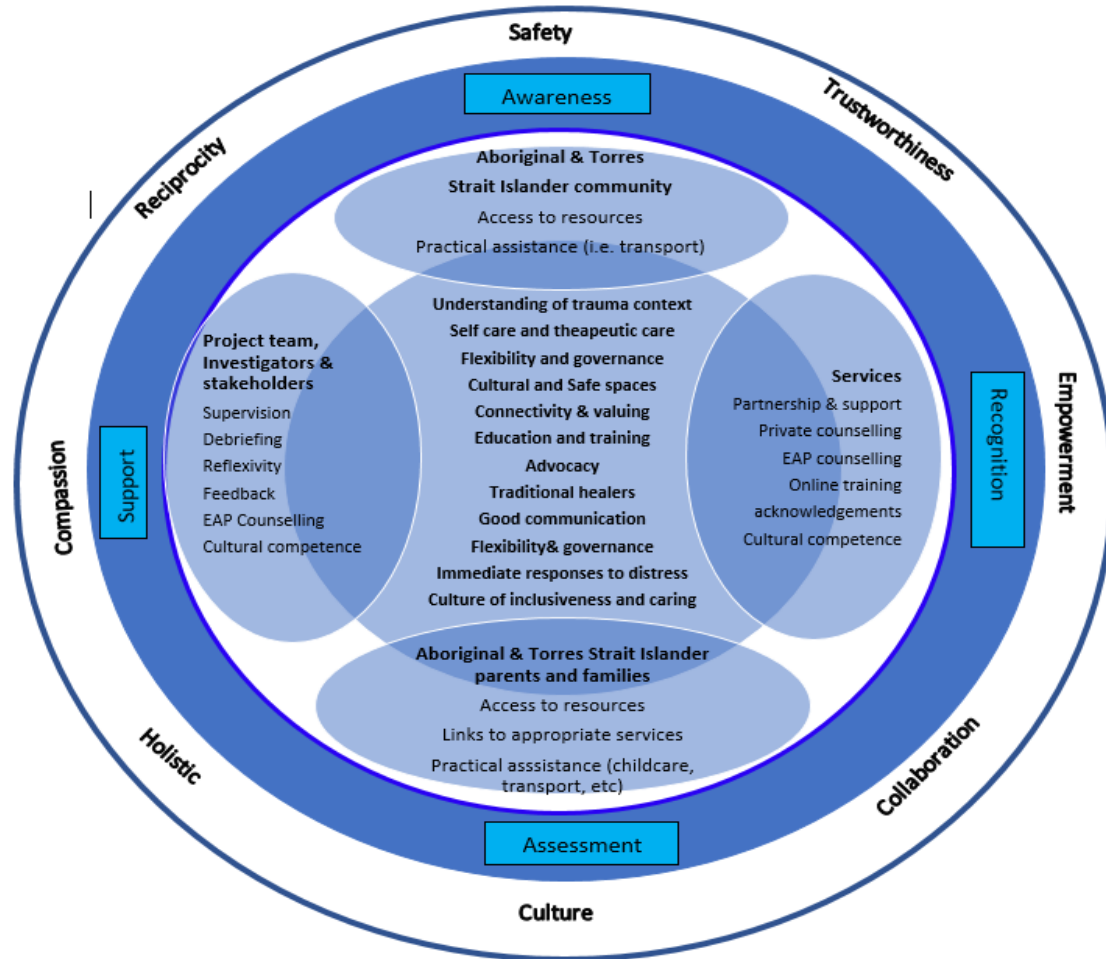 Safety
Trustworthiness
Empowerment
Collaboration
Culture
Holistic
Compassion
Reciprocity
Awareness
Recognition
Assessment
Support
Aboriginal & Torres
Strait Islander community
Access to resources
Practical assistance (i.e. transport)
Understanding of trauma context
Self care and theapeutic care
Flexibility and governance
Cultural and Safe spaces
Connectivity & valuing
Education and training
Advocacy
Traditional healers
Good communication
Flexibility& governance
Immediate responses to distress
Culture of inclusiveness and caring
Project team,
Investigators &
stakeholders
Supervision
Debriefing
Reflexivity
Feedback
EAP Counselling
Cultural competence
Services
Partnership & support
Private counselling
EAP counselling
Online training
acknowledgements
Cultural competence
Aboriginal & Torres Strait Islander
parents and families
Access to resources
Links to appropriate services
Practical asssistance (childcare,
transport, etc)